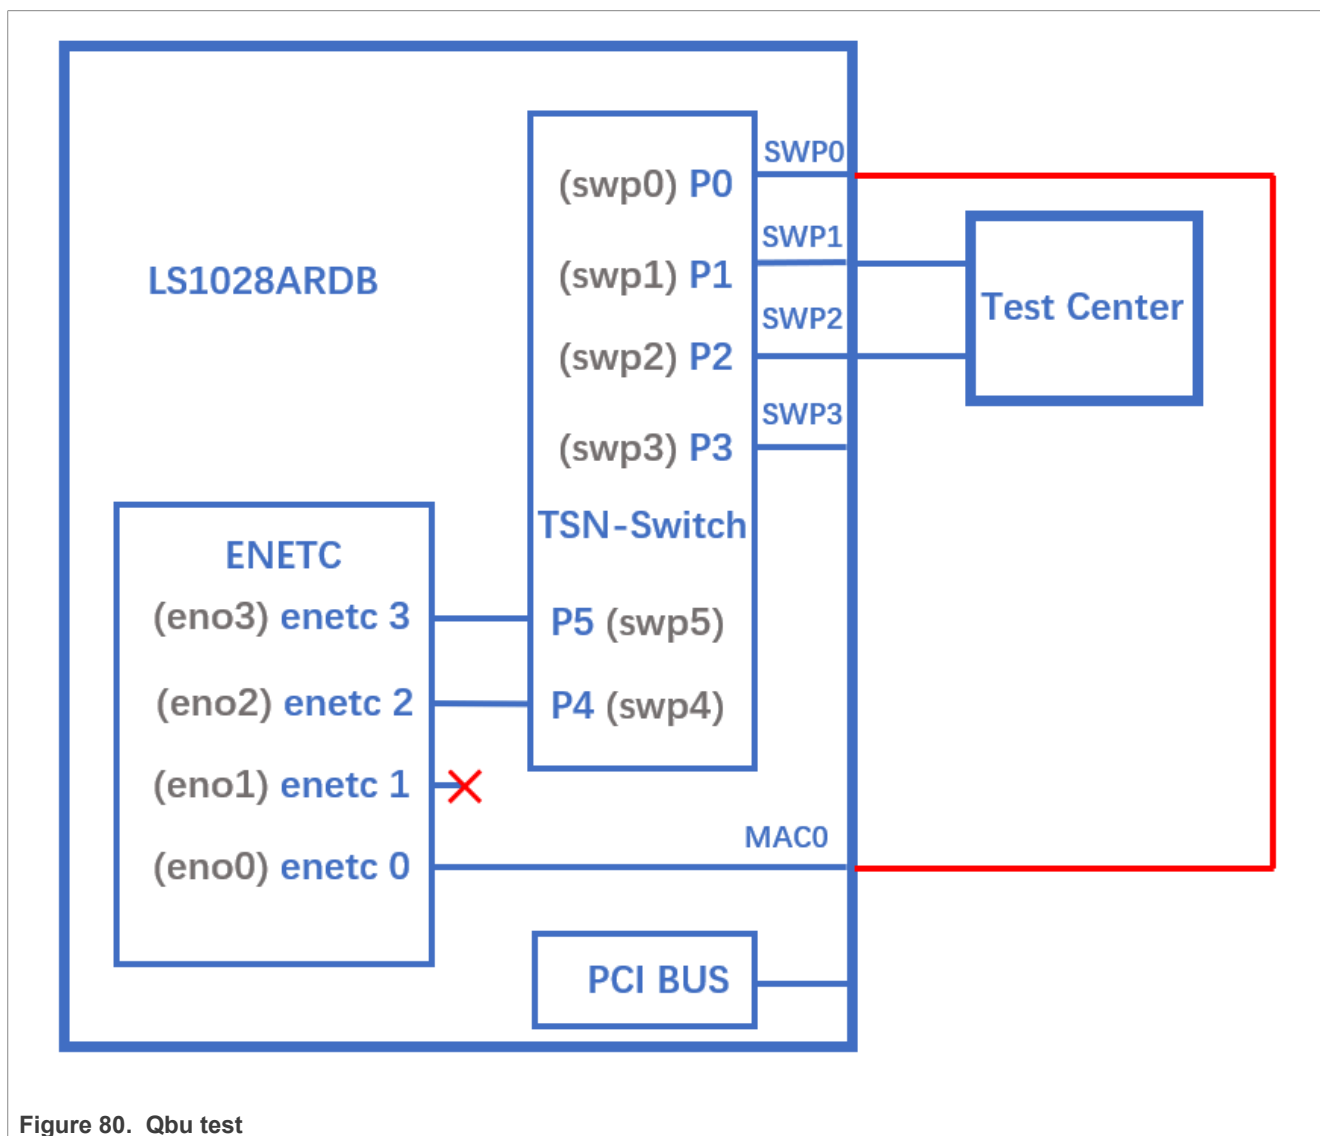 SWP0
(swp0) P0
SWP1
(swp1) P1
LS1028ARDB
Test Center
SWP2
(swp2) P2
SWP3
(swp3) P3
TSN-Switch
ENETC
(eno3) enetc 3
P5 (swp5)
(eno2) enetc 2
P4 (swp4)
(eno1) enetc 1
MAC0
(eno0) enetc 0
PCI BUS
Figure 80. Qbu test